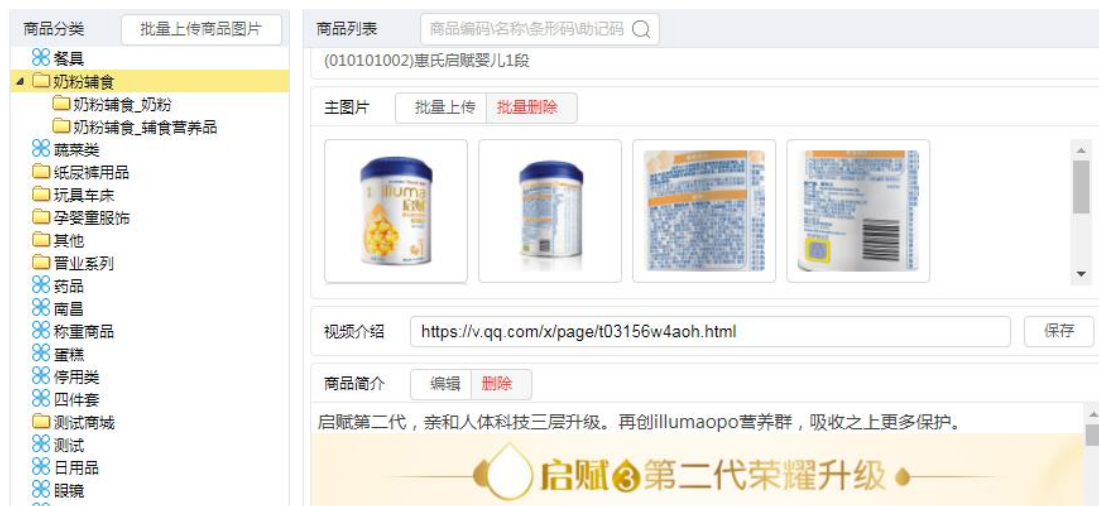 商品分类
批量上传商品图片
餐具
奶粉辅食
奶粉辅食_奶粉
奶粉辅食_辅食营养品
蔬菜类
纸尿裤用品
玩具车床
孕婴童服饰
其他
晋业系列
药品
南昌
称重商品
蛋糕
停用类
四件套
测试商城
测试
日用品
眼镜
商品列表
商品编码\名称\条形码\助记码
(010101002)惠氏启赋婴儿1段
主图片
批量上传
批量删除
illuma
启赋
视频介绍
https://v.qq.com/x/page/t03156w4aoh.html
保存
商品简介
编辑
删除
启赋第二代，亲和人体科技三层升级。再创illumaopo营养群，吸收之上更多保护。
启赋3第二代荣耀升级